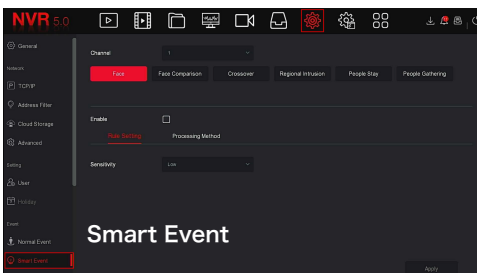 NVR 5.0
General
Channel
1
Network
Face
Face Comparison
Crossover
Regional Intrusion
People Stay
People Gathering
TCP/IP
Address Filter
Cloud Storage
Enable
Advanced
Rule Setting
Processing Method
Setting
Sensitivity
Low
User
Holiday
Event
Smart Event
Normal Event
Smart Event
Apply